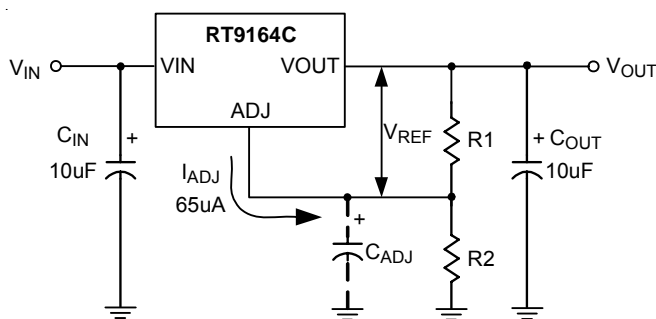 RT9164C
VIN
VIN
VOUT
VOUT
ADJ
CIN
+
10uF
VREF
R1
+ COUT
10uF
IADJ
65uA
+
CADJ
R2